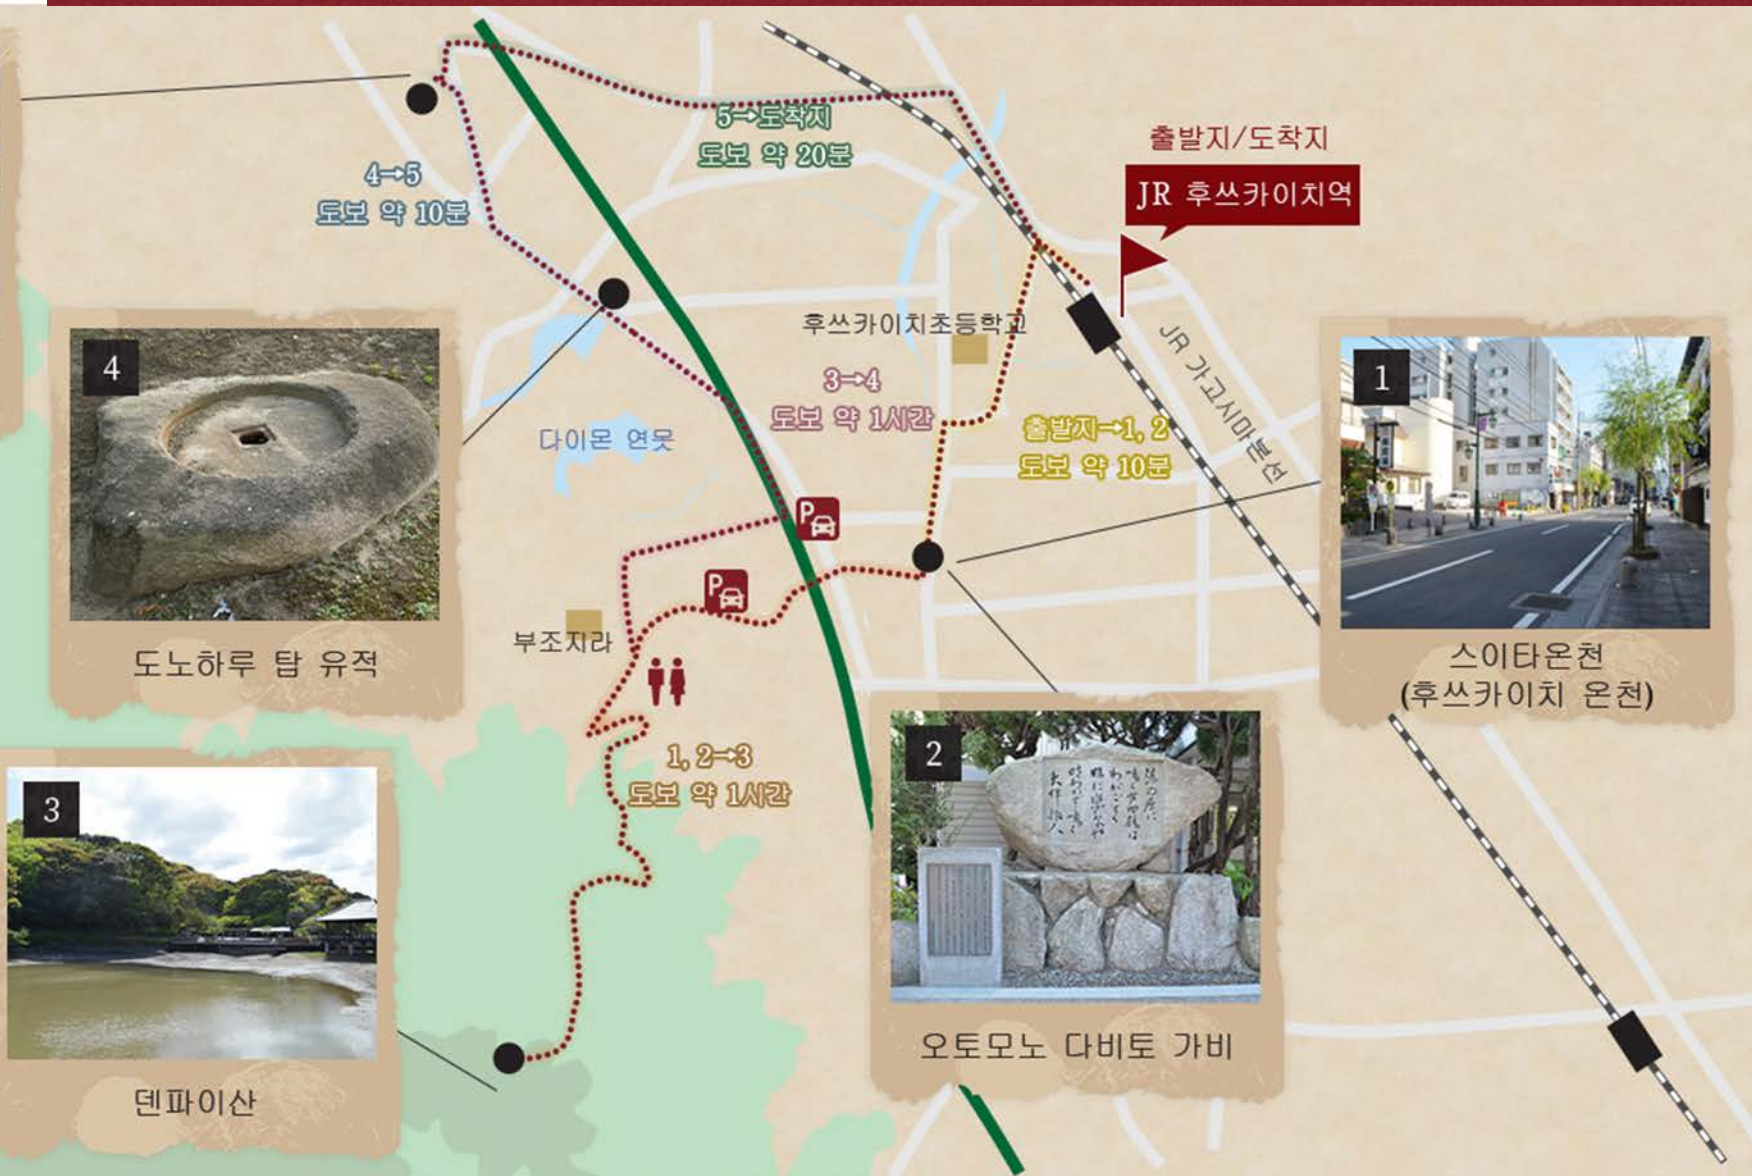 5→도착지
도보 약 20분
출발지/도착지
JR 후쓰카이치역
4→5
도보 약 10분
후쓰카이치초등학교
JR 가고시마본선
4
3→4
도보 약 1시간
1
다이몬 연못
출발지→1, 2
도보 약 10분
P
P
부조지라
도노하루 탑 유적
스이타온천
(후쓰카이치 온천)
1, 2→3
도보 약 1시간
2
3
오토모노 다비토 가비
덴파이산